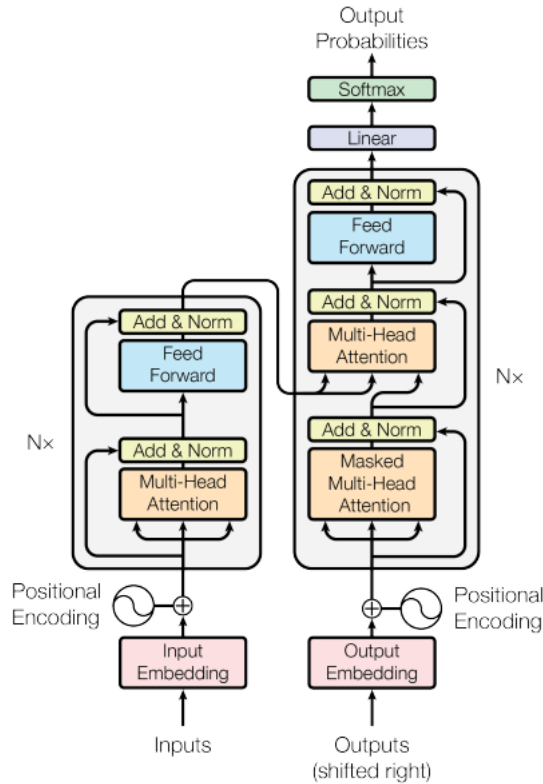 Output
Probabilities
Softmax
Linear
Add & Norm
Feed
Forward
Add & Norm
Multi-Head
Attention
Add & Norm
Masked
Multi-Head
Attention
N×
Add & Norm
Feed
Forward
Add & Norm
Multi-Head
Attention
N×
Positional
Encoding
Positional
Encoding
Input
Embedding
Output
Embedding
Inputs
Outputs
(shifted right)